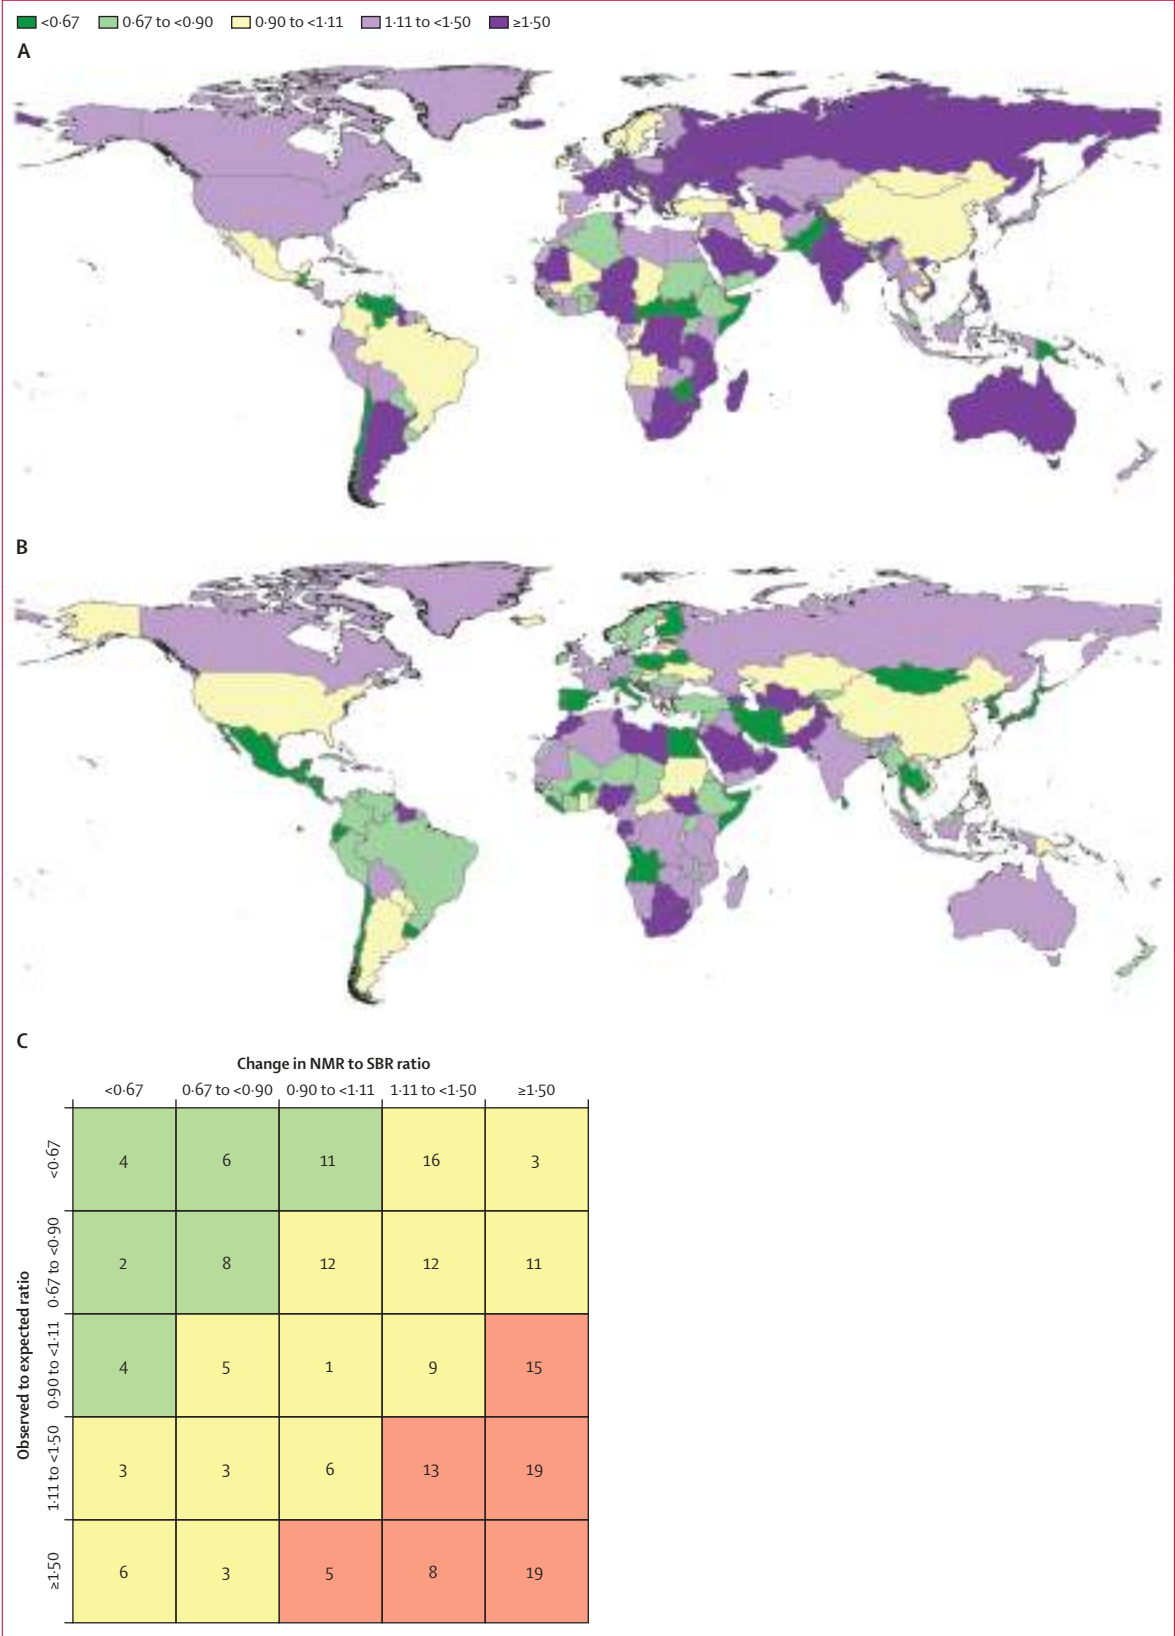 <0·67 0·67 to <0·90 0·90 to <1·11 1·11 to <1·50 ≥1·50
A
B
C
Change in NMR to SBR ratio
<0·67 0·67 to <0·90 0·90 to <1·11 1·11 to <1·50 ≥1·50
Observed to expected ratio
<0·67 4 6 11 16 3
0·67 to <0·90 2 8 12 12 11
0·90 to <1·11 4 5 1 9 15
1·11 to <1·50 3 3 6 13 19
≥1·50 6 3 5 8 19